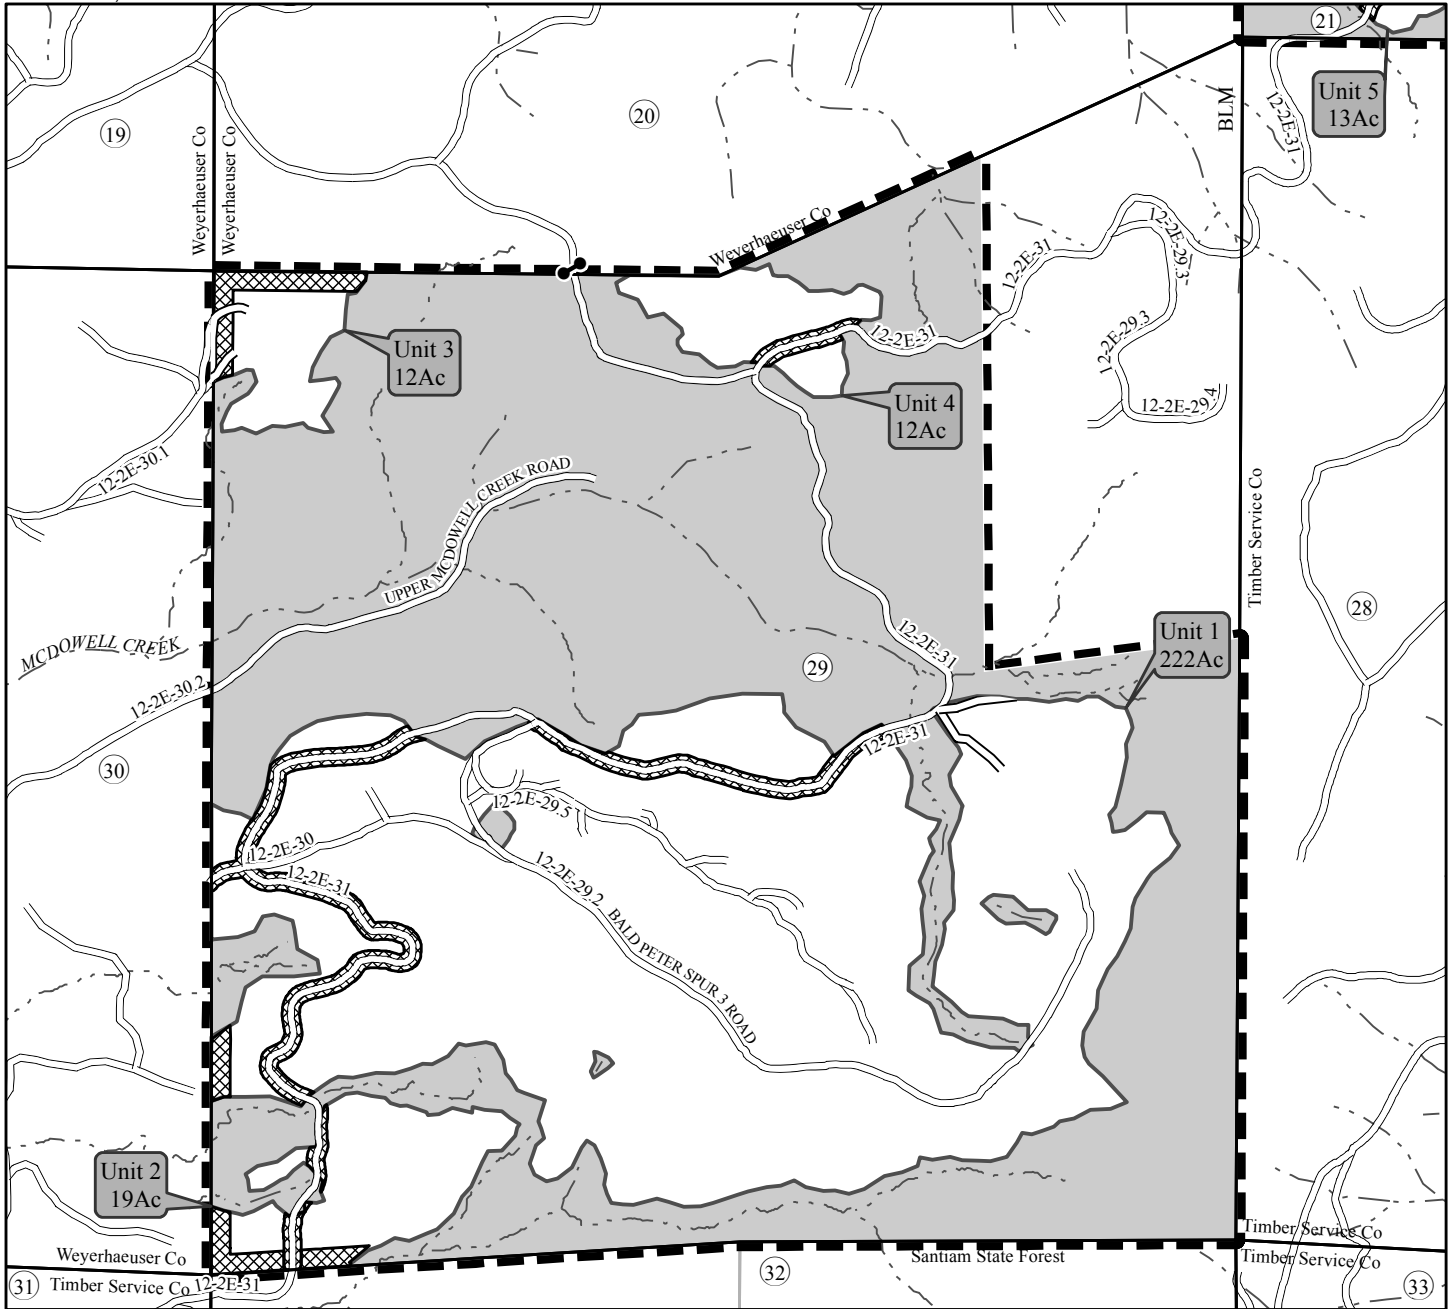 21
Unit 5
13Ac
BLM
12-2E-31
19
20
Weyerhaeuser Co
Weyerhaeuser Co
Weyerhaeuser Co
12-2E-29.3
12-2E-31
12-2E-31
12-2E-29.3
Unit 3
12Ac
Unit 4
12Ac
12-2E-29.4
12-2E-30.1
UPPER MCDOWELL CREEK ROAD
Timber Service Co
28
MCDOWELL CREEK
12-2E-31
Unit 1
222Ac
29
12-2E-30.2
12-2E-31
30
12-2E-29.5
12-2E-30
12-2E-31
12-2E-29.2
BALD PETER SPUR 3 ROAD
Unit 2
19Ac
Timber Service Co
Weyerhaeuser Co
Santiam State Forest
Timber Service Co
31
Timber Service Co
12-2E-31
32
33